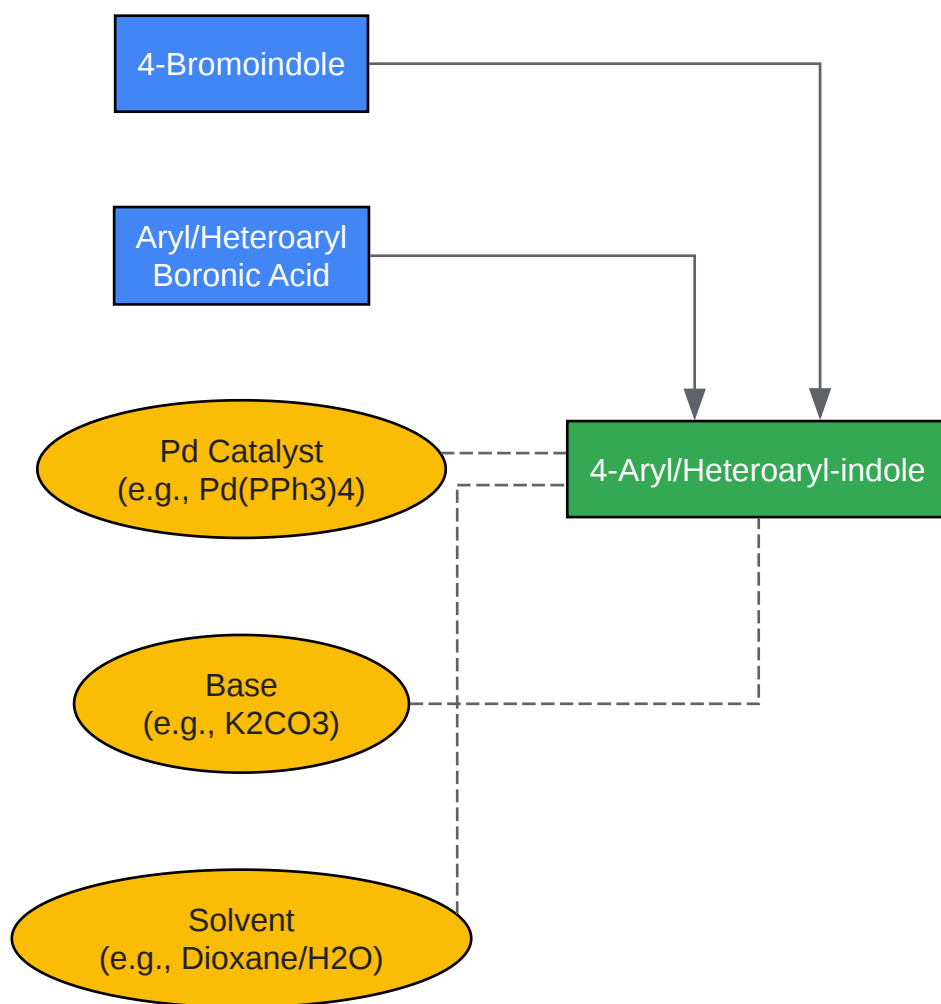 4-Bromoindole
Aryl/Heteroaryl
Boronic Acid
Pd Catalyst
(e.g., Pd(PPh3)4)
4-Aryl/Heteroaryl-indole
Base
(e.g., K2CO3)
Solvent
(e.g., Dioxane/H2O)